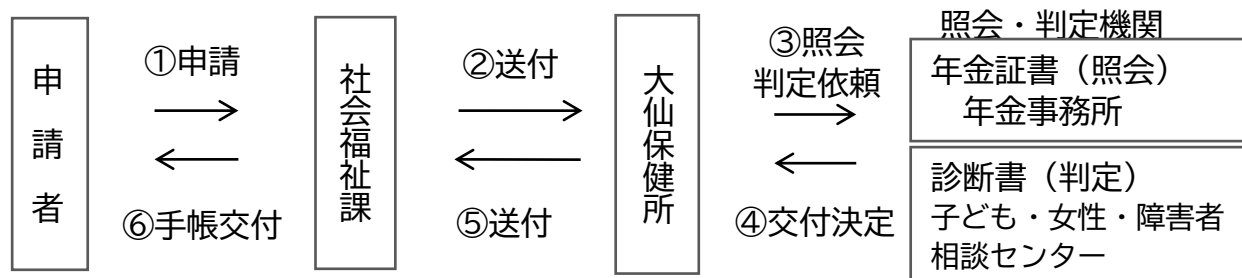 申請者
①申請
⑥手帳交付
社会福祉課
②送付
⑤送付
大仙保健所
③照会
判定依頼
④交付決定
照会・判定機関
年金証書（照会）
年金事務所
診断書（判定）
子ども・女性・障害者
相談センター